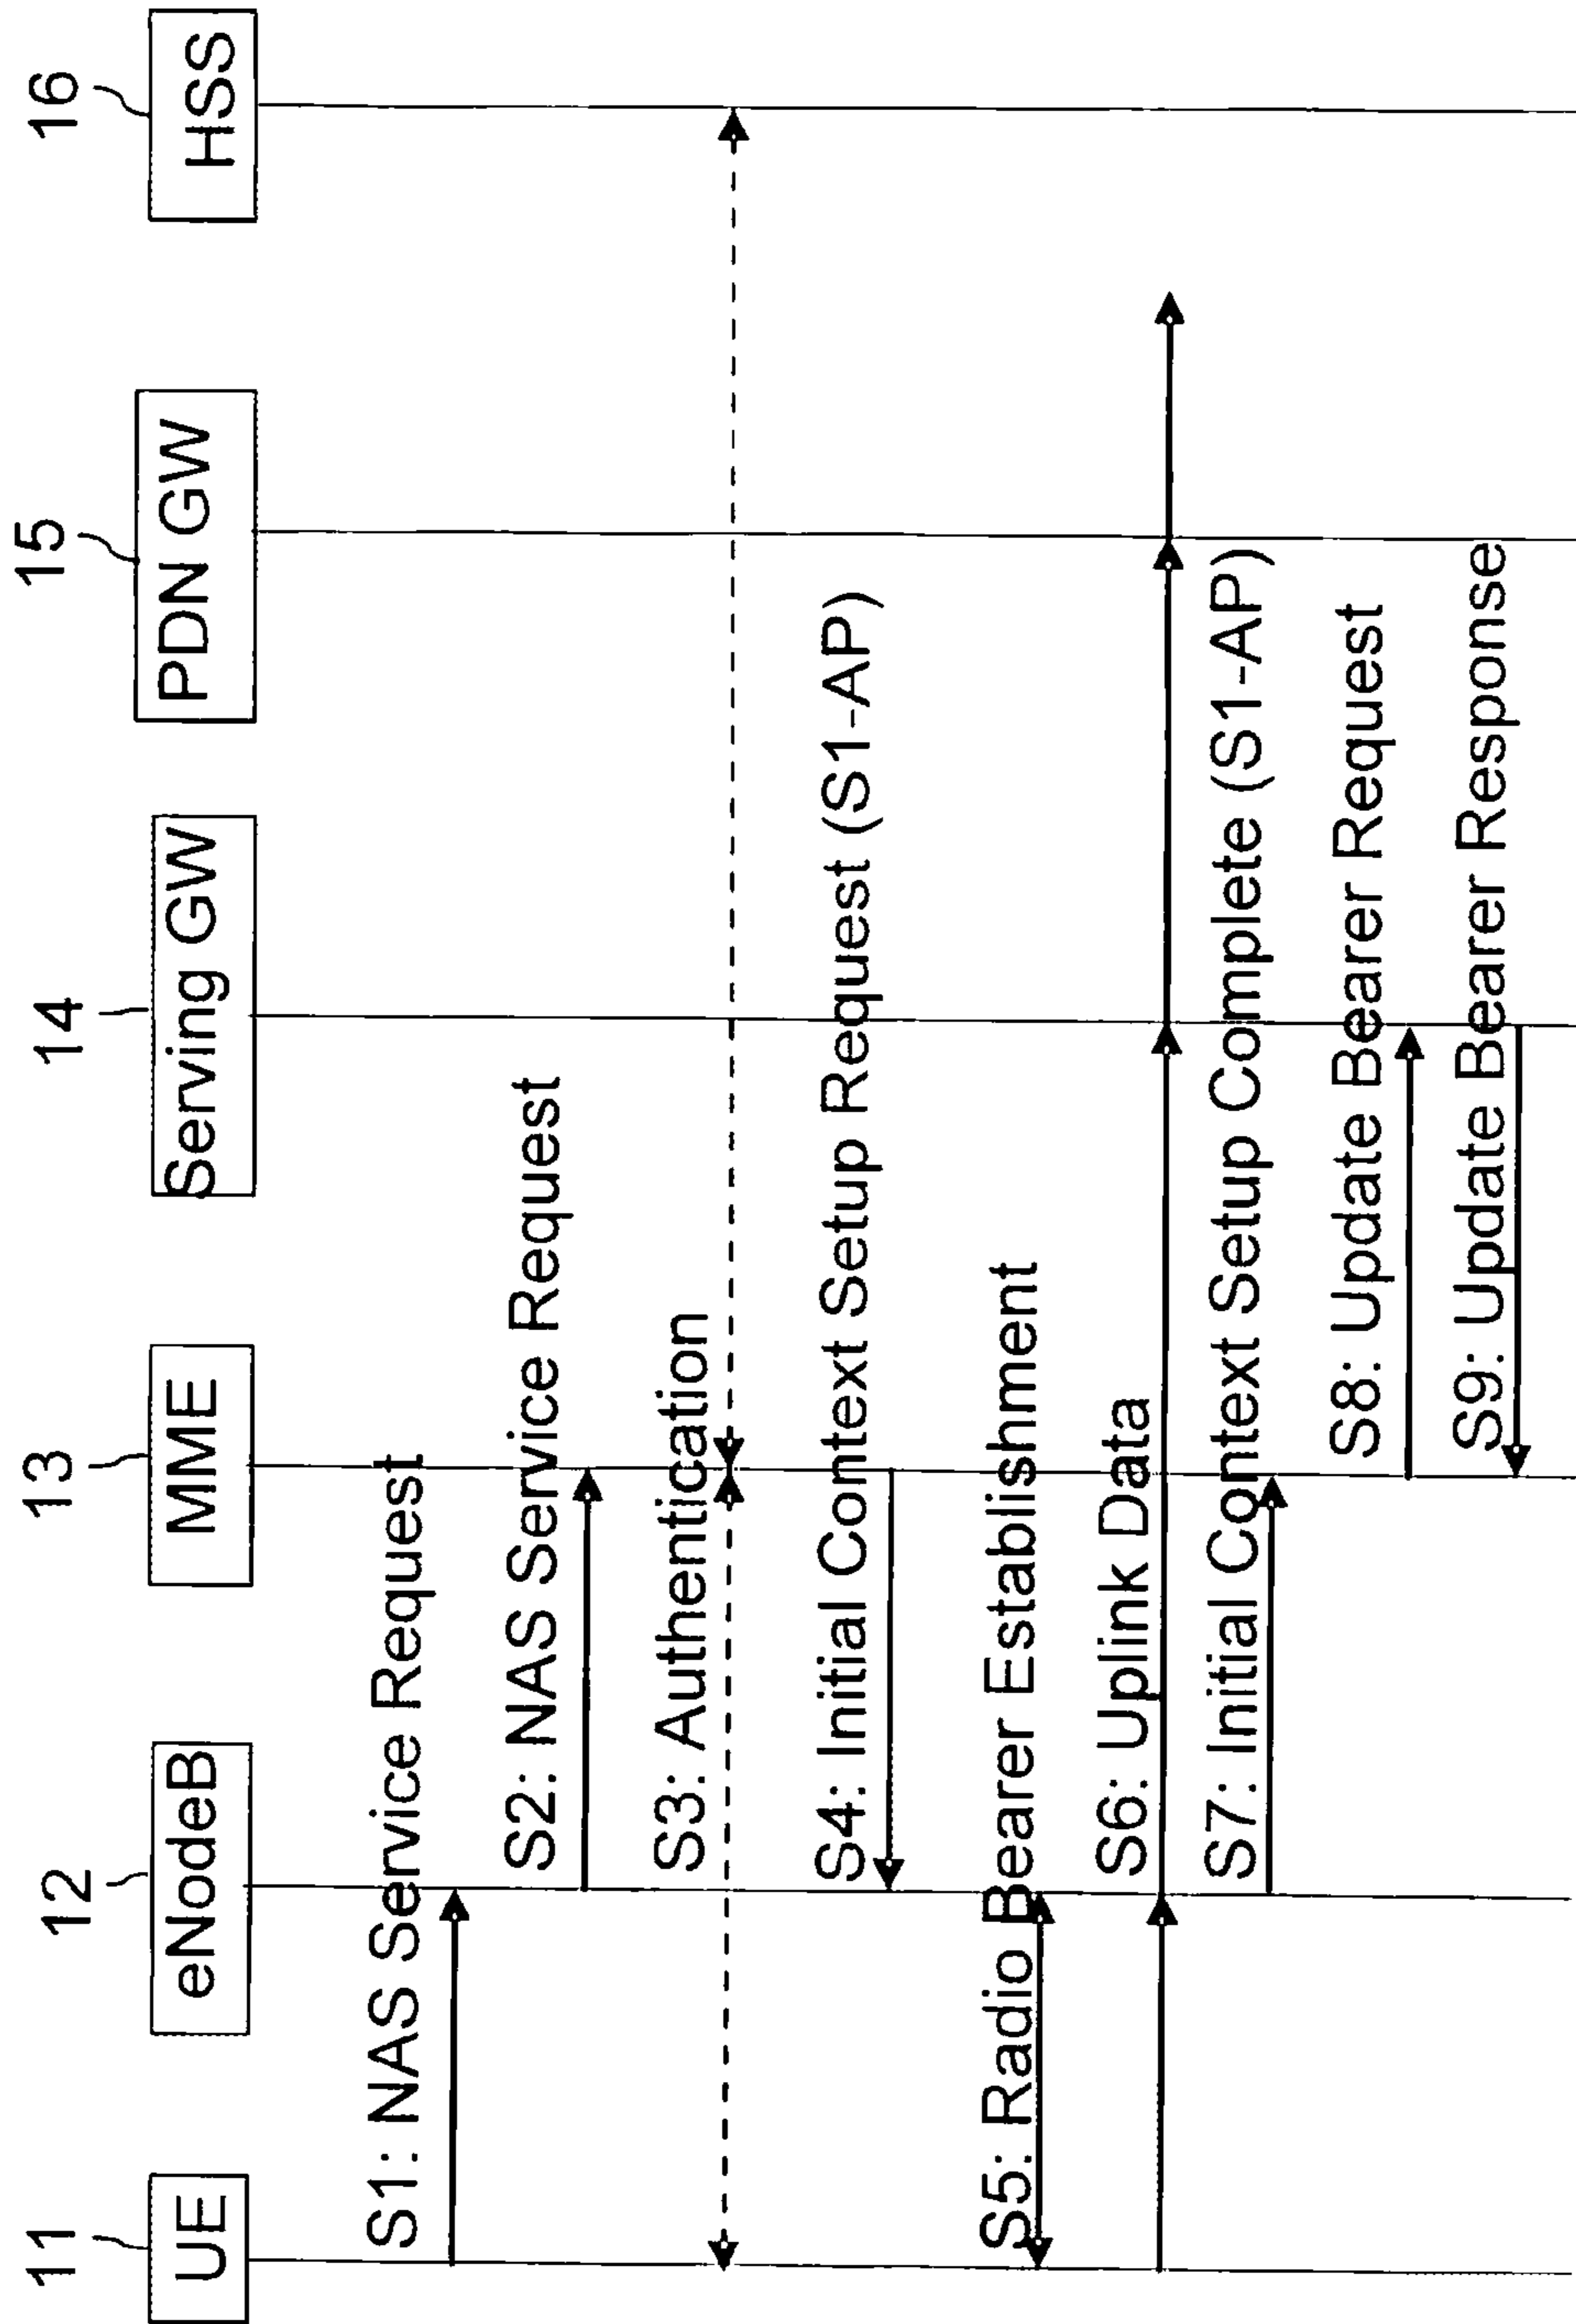 11
12
13
14
15
16
UE
eNodeB
MME
Serving GW
PDN GW
HSS
S1: NAS Service Request
S2: NAS Service Request
S3: Authentication
S4: Initial Context Setup Request (S1-AP)
S5: Radio Bearer Establishment
S6: Uplink Data
S7: Initial Context Setup Complete (S1-AP)
S8: Update Bearer Request
S9: Update Bearer Response